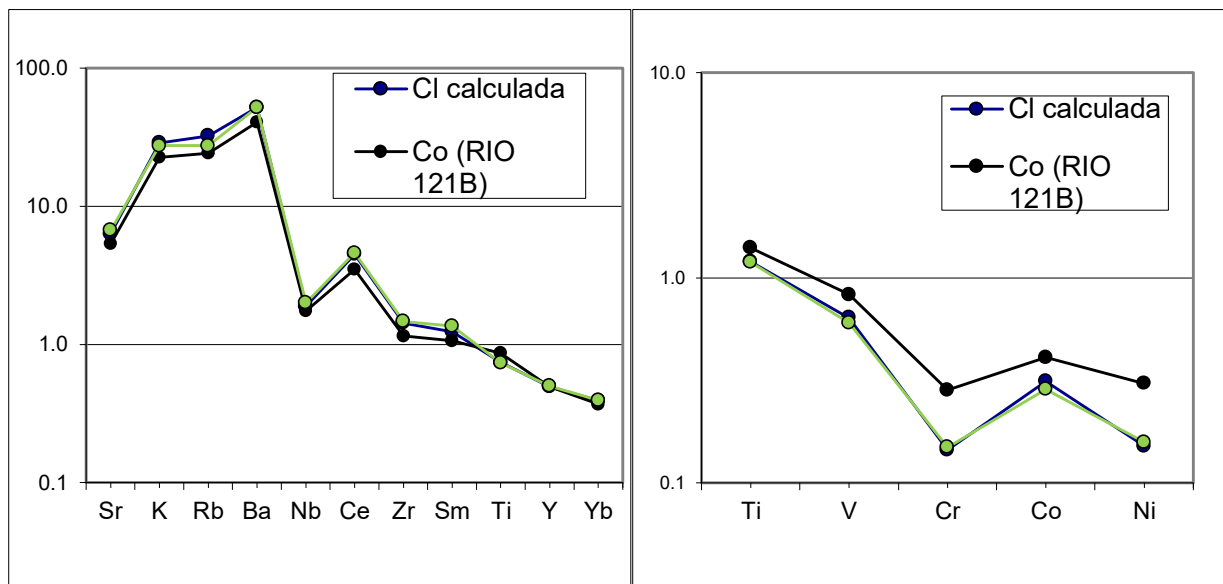 100.0
10.0
1.0
0.1
Cl calculada
Co (RIO
121B)
Sr K Rb Ba Nb Ce Zr Sm Ti Y Yb
10.0
1.0
0.1
Cl calculada
Co (RIO
121B)
Ti V Cr Co Ni